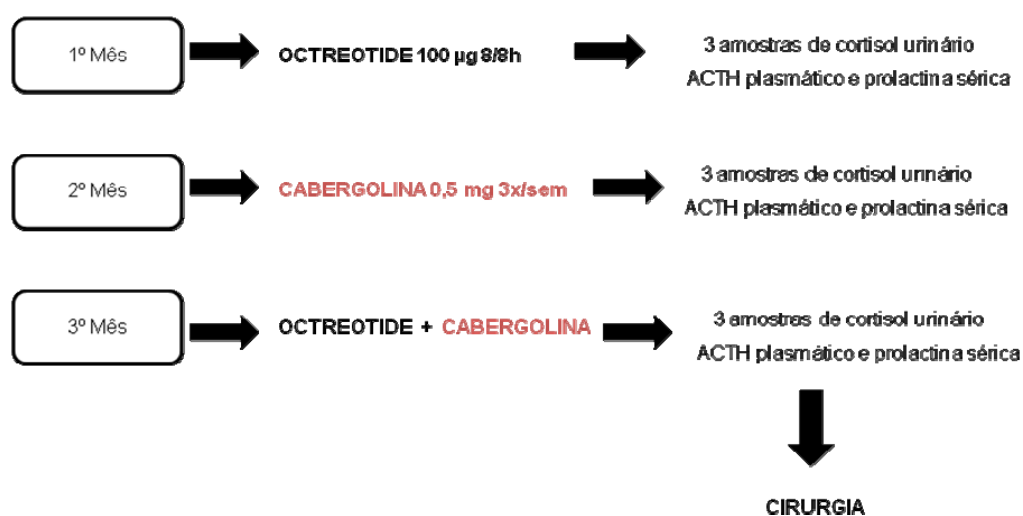 1º Mês
OCTREOTIDE 100 µg 8/8h
3 amostras de cortisol urinário
ACTH plasmático e prolactina sérica
2º Mês
CABERGOLINA 0,5 mg 3x/sem
3 amostras de cortisol urinário
ACTH plasmático e prolactina sérica
3º Mês
OCTREOTIDE + CABERGOLINA
3 amostras de cortisol urinário
ACTH plasmático e prolactina sérica
CIRURGIA